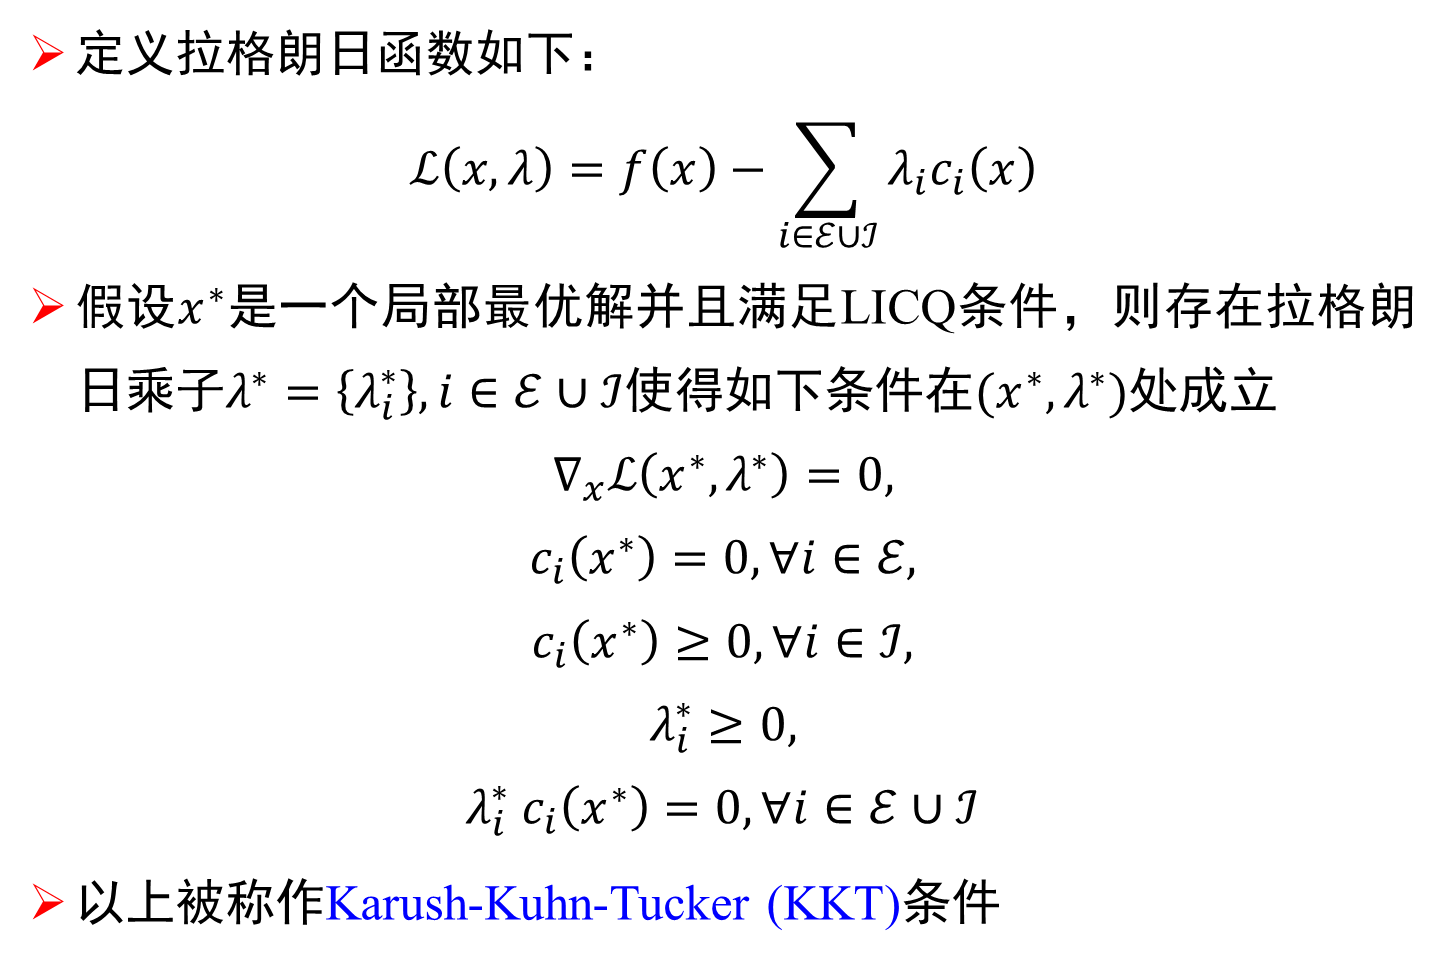 定义拉格朗日函数如下：
ℒ(x, λ) = f(x) − ∑_{i∈ℰ∪ℐ} λ_i c_i(x)
假设x*是一个局部最优解并且满足LICQ条件，则存在拉格朗
日乘子λ* = {λ_i*}, i ∈ ℰ ∪ ℐ使得如下条件在(x*, λ*)处成立
∇_xℒ(x*, λ*) = 0,
c_i(x*) = 0, ∀i ∈ ℰ,
c_i(x*) ≥ 0, ∀i ∈ ℐ,
λ_i* ≥ 0,
λ_i* c_i(x*) = 0, ∀i ∈ ℰ ∪ ℐ
以上被称作Karush-Kuhn-Tucker (KKT)条件